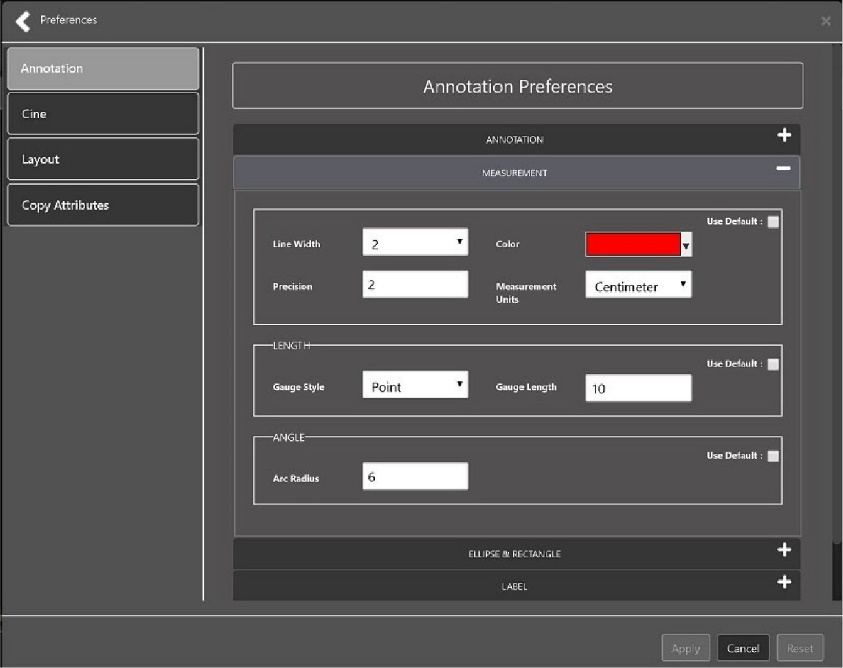 Preferences
Annotation
Cine
Layout
Copy Attributes
Annotation Preferences
ANNOTATION
MEASUREMENT
Use Default :
Line Width
2
Color
Precision
2
Measurement
Units
Centimeter
LENGTH
Use Default :
Gauge Style
Point
Gauge Length
10
ANGLE
Use Default :
Arc Radius
6
ELLIPSE & RECTANGLE
LABEL
Apply
Cancel
Reset